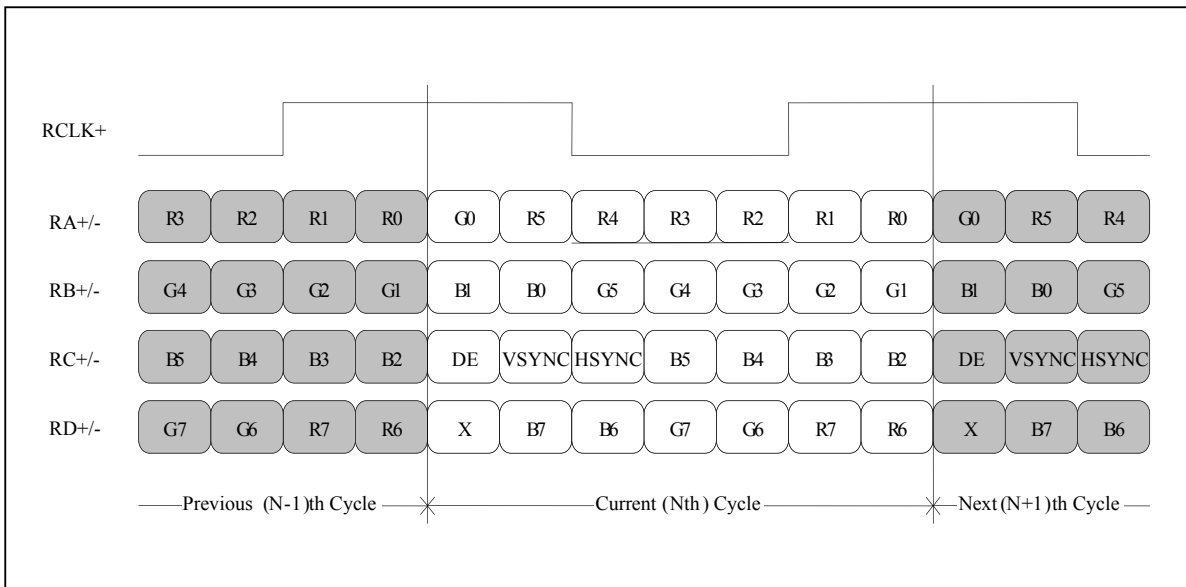 RCLK+
RA+/- R3 R2 R1 R0 G0 R5 R4 R3 R2 R1 R0 G0 R5 R4
RB+/- G4 G3 G2 G1 B1 B0 G5 G4 G3 G2 G1 B1 B0 G5
RC+/- B5 B4 B3 B2 DE VSYNC HSYNC B5 B4 B3 B2 DE VSYNC HSYNC
RD+/- G7 G6 R7 R6 X B7 B6 G7 G6 R7 R6 X B7 B6
Previous (N-1)th Cycle Current (Nth) Cycle Next (N+1)th Cycle